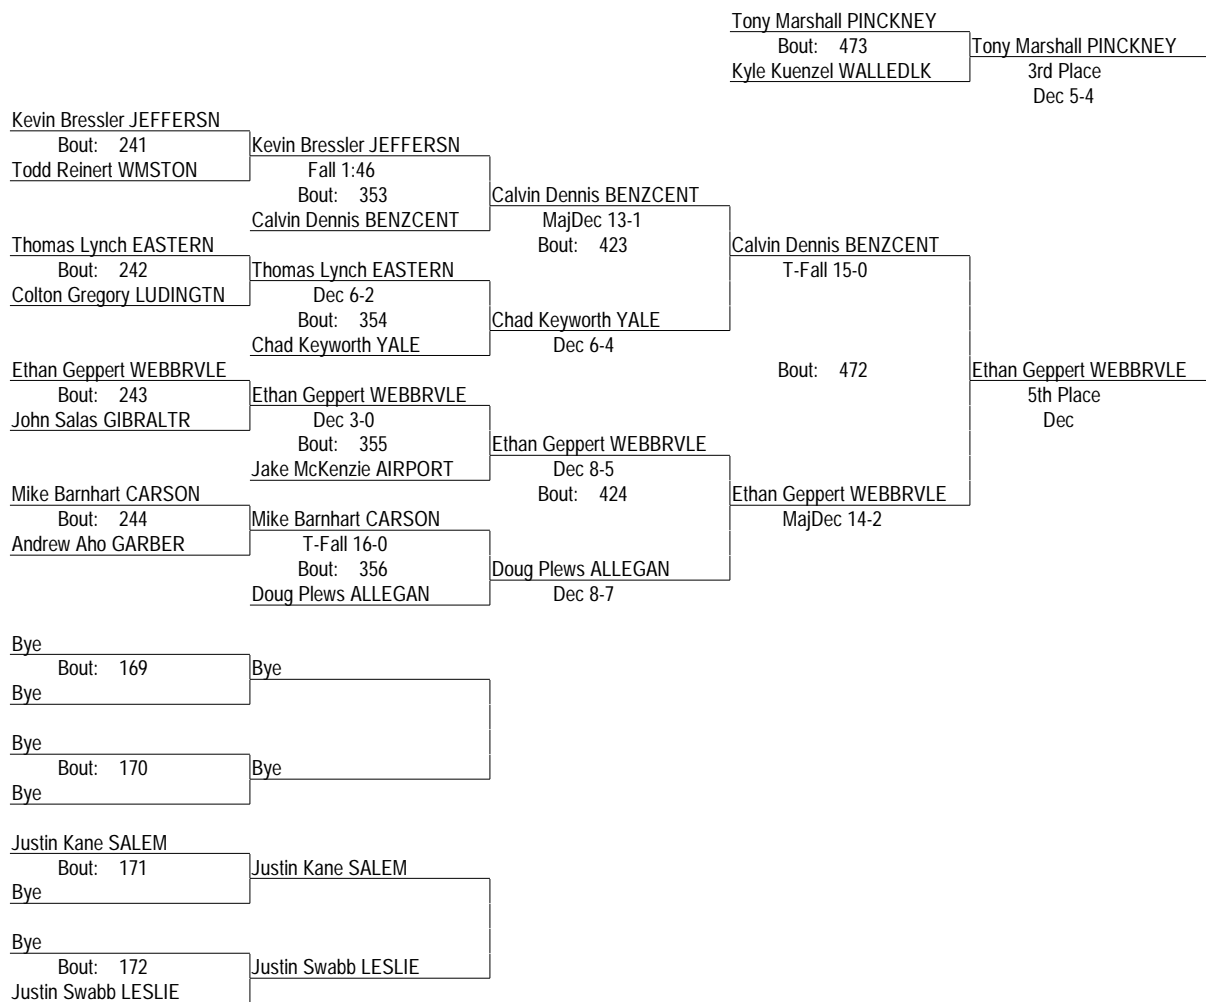 Tony Marshall PINCKNEY
Bout: 473
Tony Marshall PINCKNEY
Kyle Kuenzel WALLEDLK
3rd Place
Dec 5-4
Kevin Bressler JEFFERSN
Bout: 241
Kevin Bressler JEFFERSN
Todd Reinert WMSTON
Fall 1:46
Bout: 353
Calvin Dennis BENZCENT
Calvin Dennis BENZCENT
MajDec 13-1
Thomas Lynch EASTERN
Bout: 423
Calvin Dennis BENZCENT
Bout: 242
Thomas Lynch EASTERN
T-Fall 15-0
Colton Gregory LUDINGTN
Dec 6-2
Bout: 354
Chad Keyworth YALE
Chad Keyworth YALE
Dec 6-4
Ethan Geppert WEBBRVLE
Bout: 472
Ethan Geppert WEBBRVLE
Bout: 243
Ethan Geppert WEBBRVLE
5th Place
John Salas GIBRALTR
Dec 3-0
Dec
Bout: 355
Ethan Geppert WEBBRVLE
Jake McKenzie AIRPORT
Dec 8-5
Mike Barnhart CARSON
Bout: 424
Ethan Geppert WEBBRVLE
Bout: 244
Mike Barnhart CARSON
MajDec 14-2
Andrew Aho GARBER
T-Fall 16-0
Bout: 356
Doug Plews ALLEGAN
Doug Plews ALLEGAN
Dec 8-7
Bye
Bout: 169
Bye
Bye
Bye
Bout: 170
Bye
Bye
Justin Kane SALEM
Bout: 171
Justin Kane SALEM
Bye
Bye
Bout: 172
Justin Swabb LESLIE
Justin Swabb LESLIE